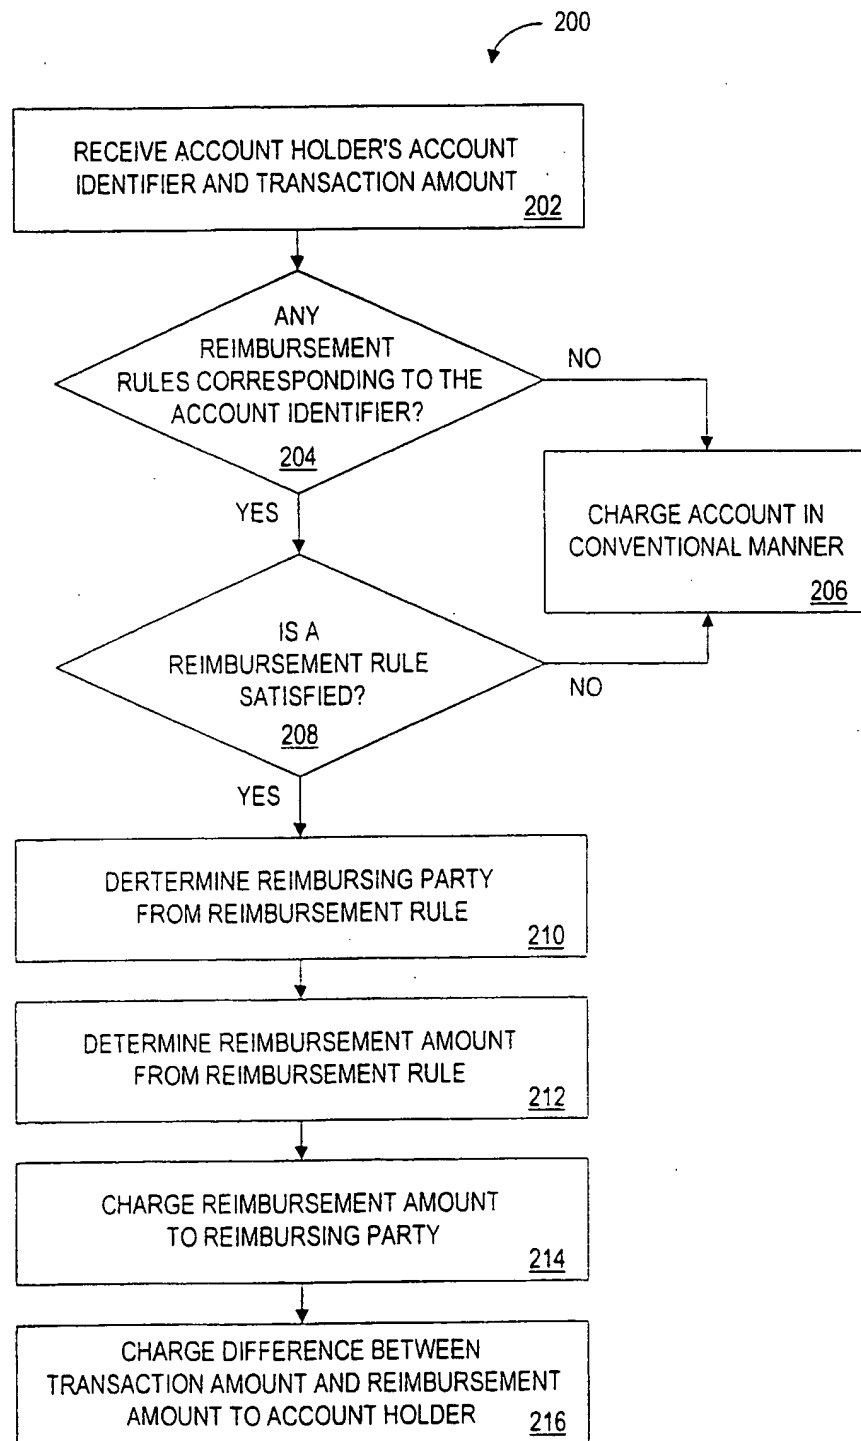 200
RECEIVE ACCOUNT HOLDER'S ACCOUNT
IDENTIFIER AND TRANSACTION AMOUNT
202
ANY
REIMBURSEMENT
RULES CORRESPONDING TO THE
ACCOUNT IDENTIFIER?
204
NO
YES
CHARGE ACCOUNT IN
CONVENTIONAL MANNER
206
IS A
REIMBURSEMENT RULE
SATISFIED?
208
NO
YES
DERTERMINE REIMBURSING PARTY
FROM REIMBURSEMENT RULE
210
DETERMINE REIMBURSEMENT AMOUNT
FROM REIMBURSEMENT RULE
212
CHARGE REIMBURSEMENT AMOUNT
TO REIMBURSING PARTY
214
CHARGE DIFFERENCE BETWEEN
TRANSACTION AMOUNT AND REIMBURSEMENT
AMOUNT TO ACCOUNT HOLDER
216